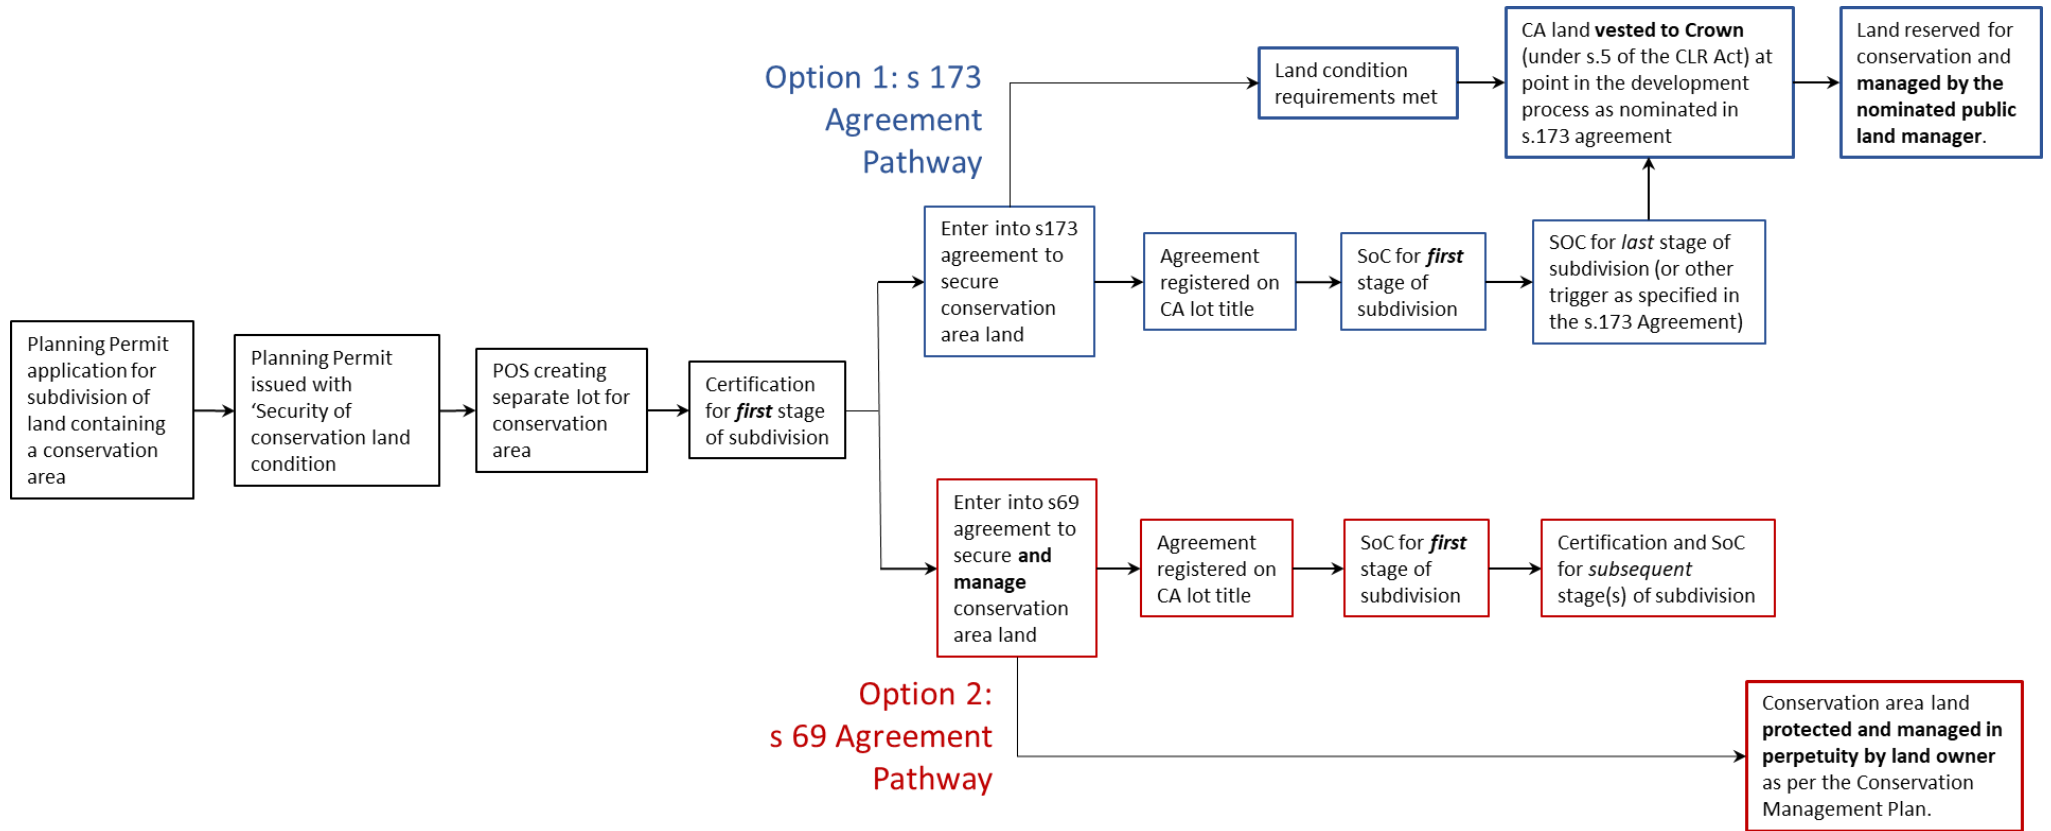 Planning Permit
application for
subdivision of
land containing
a conservation
area
Planning Permit
issued with
‘Security of
conservation land
condition
POS creating
separate lot for
conservation
area
Certification
for first stage
of subdivision
Option 1: s 173
Agreement
Pathway
Enter into s173
agreement to
secure
conservation
area land
Land condition
requirements met
CA land vested to Crown
(under s.5 of the CLR Act) at
point in the development
process as nominated in
s.173 agreement
Land reserved for
conservation and
managed by the
nominated public
land manager.
Agreement
registered on
CA lot title
SoC for first
stage of
subdivision
SOC for last stage of
subdivision (or other
trigger as specified in
the s.173 Agreement)
Enter into s69
agreement to
secure and
manage
conservation
area land
Agreement
registered on
CA lot title
SoC for first
stage of
subdivision
Certification and SoC
for subsequent
stage(s) of subdivision
Option 2:
s 69 Agreement
Pathway
Conservation area land
protected and managed in
perpetuity by land owner
as per the Conservation
Management Plan.